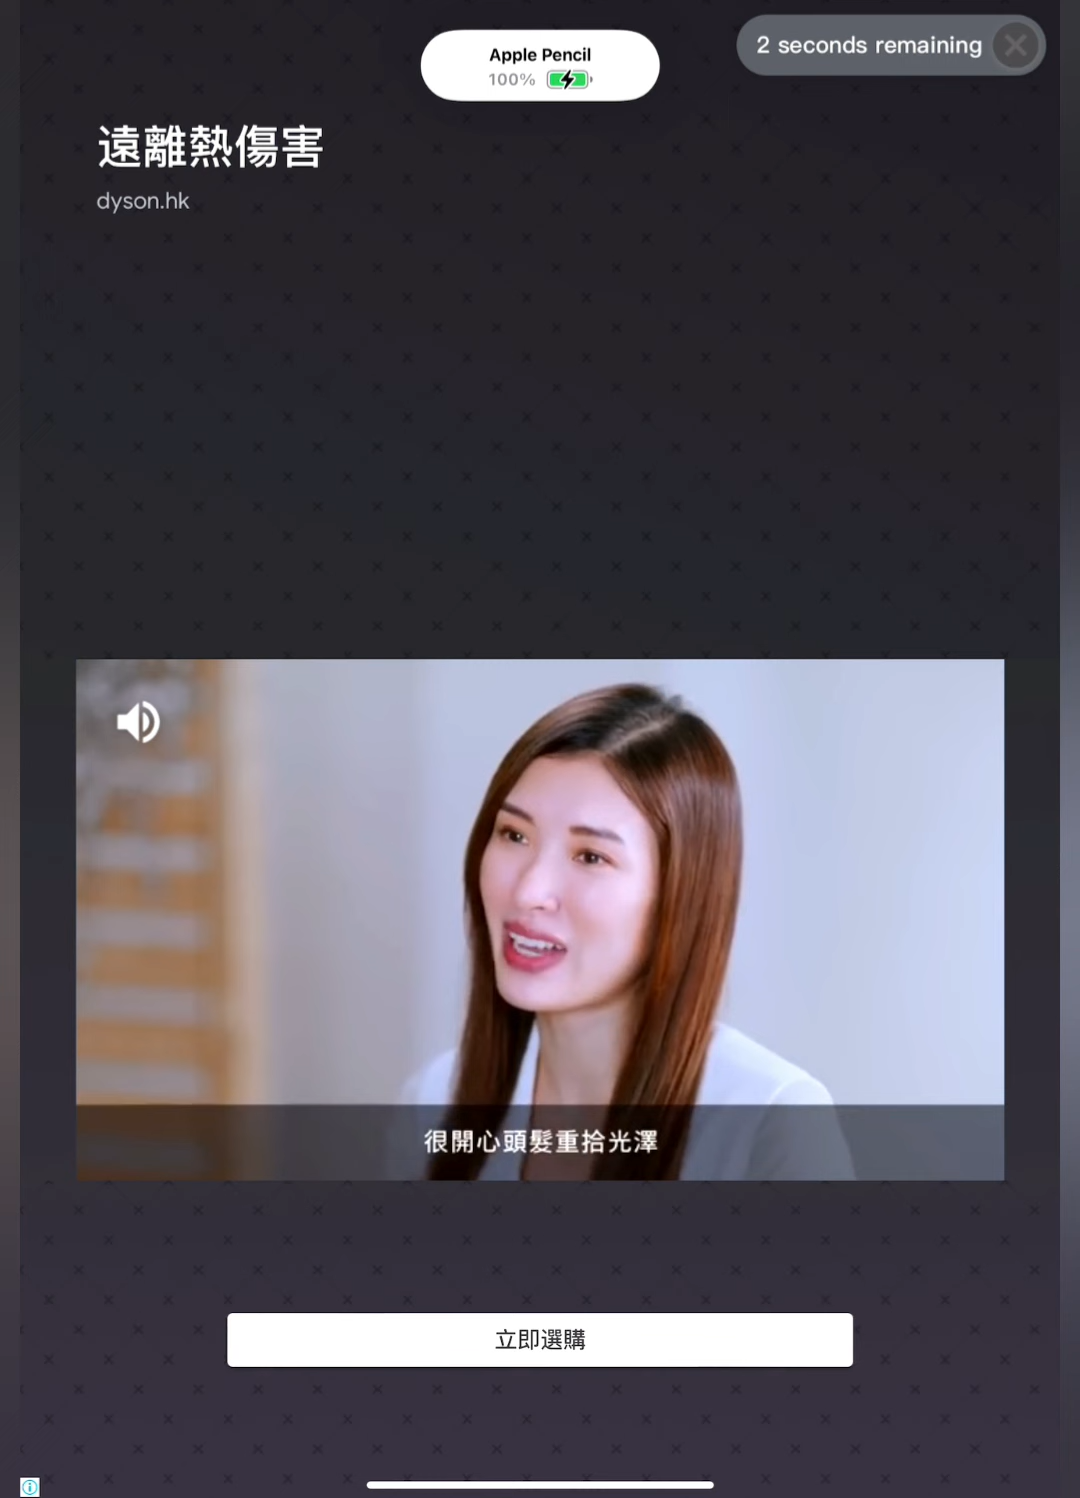 Apple Pencil
100%
2 seconds remaining
遠離熱傷害
dyson.hk
很開心頭髮重拾光澤
立即選購